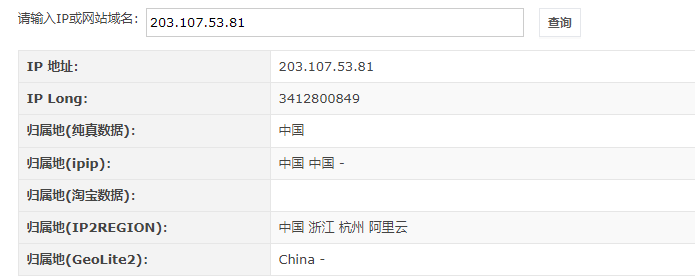 请输入IP或网站域名： 203.107.53.81 查询
IP 地址： 203.107.53.81
IP Long： 3412800849
归属地(纯真数据)： 中国
归属地(ipip)： 中国 中国 -
归属地(淘宝数据)：
归属地(IP2REGION)： 中国 浙江 杭州 阿里云
归属地(GeoLite2)： China -